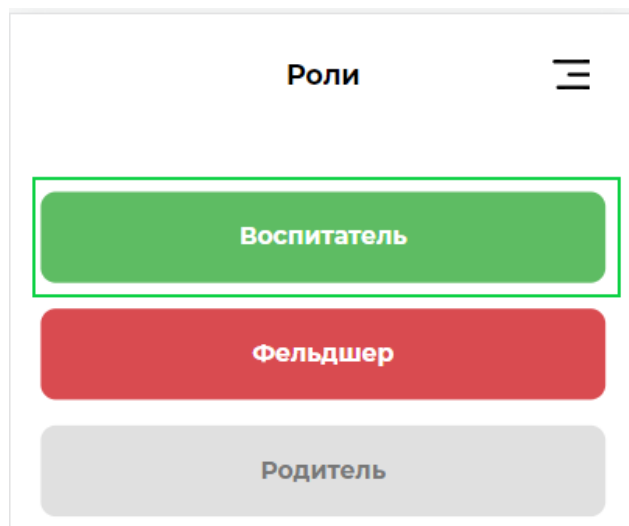 Роли
Воспитатель
Фельдшер
Родитель